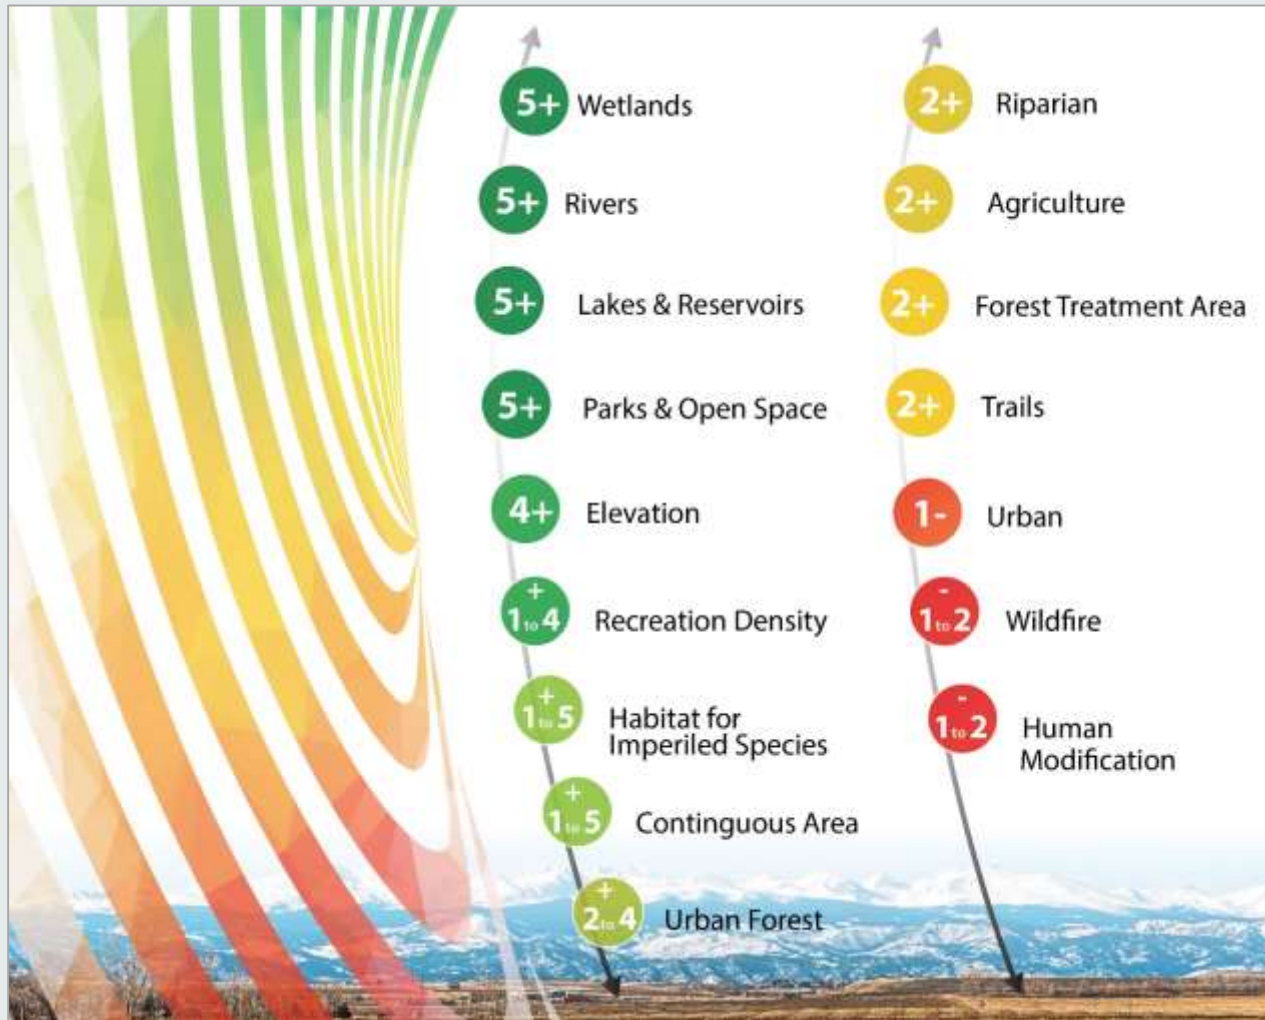 5+ Wetlands
5+ Rivers
5+ Lakes & Reservoirs
5+ Parks & Open Space
4+ Elevation
+
1 to 4 Recreation Density
+
1 to 5 Habitat for
Imperiled Species
+
1 to 5 Continguous Area
+
2 to 4 Urban Forest
2+ Riparian
2+ Agriculture
2+ Forest Treatment Area
2+ Trails
1- Urban
-
1 to 2 Wildfire
-
1 to 2 Human
Modification